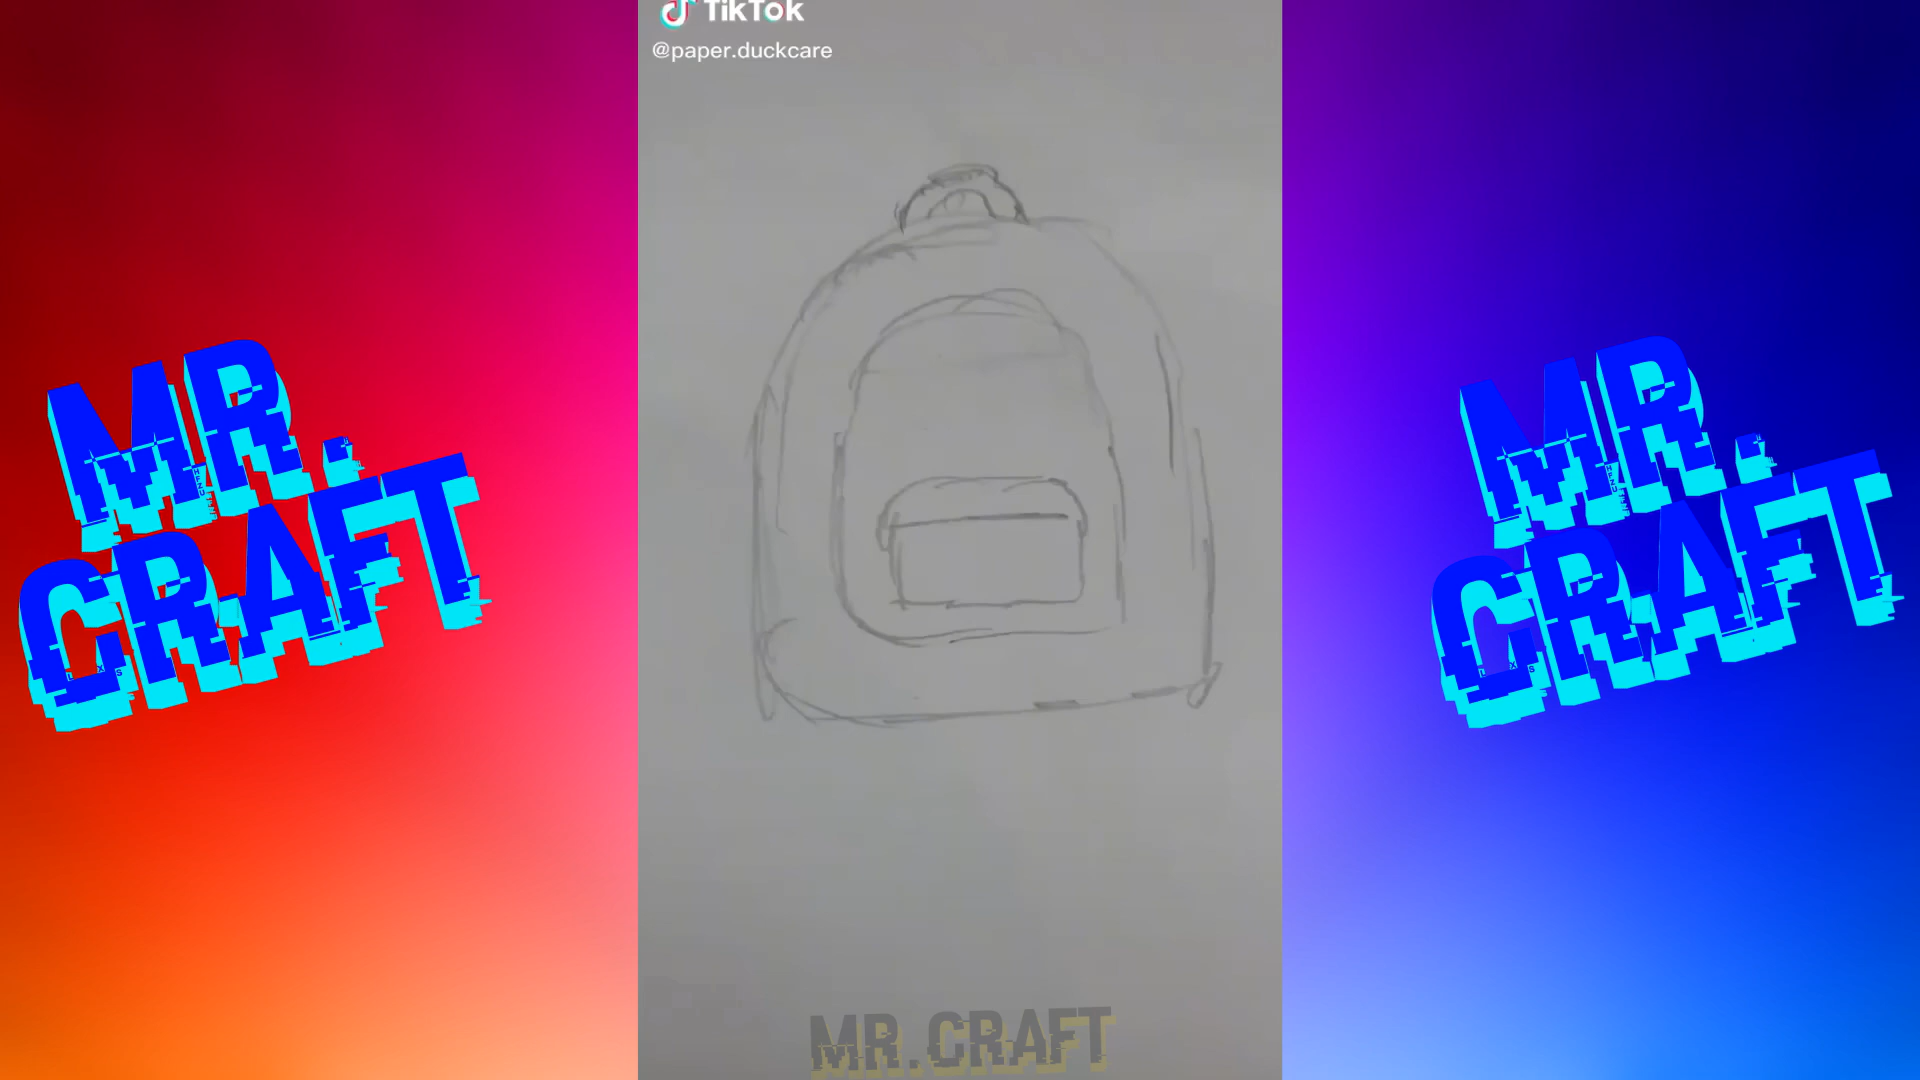 TikTok
@paper.duckcare
MR.
CRAFT
MR.
CRAFT
MR.CRAFT